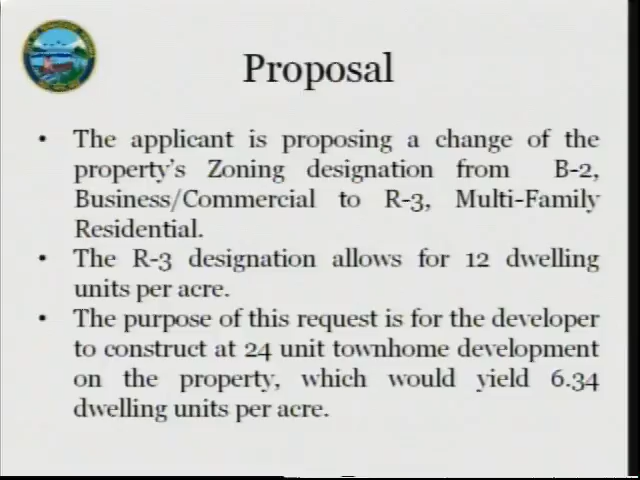 Proposal
• The applicant is proposing a change of the
property's Zoning designation from B-2,
Business/Commercial to R-3, Multi-Family
Residential.
• The R-3 designation allows for 12 dwelling
units per acre.
• The purpose of this request is for the developer
to construct at 24 unit townhome development
on the property, which would yield 6.34
dwelling units per acre.